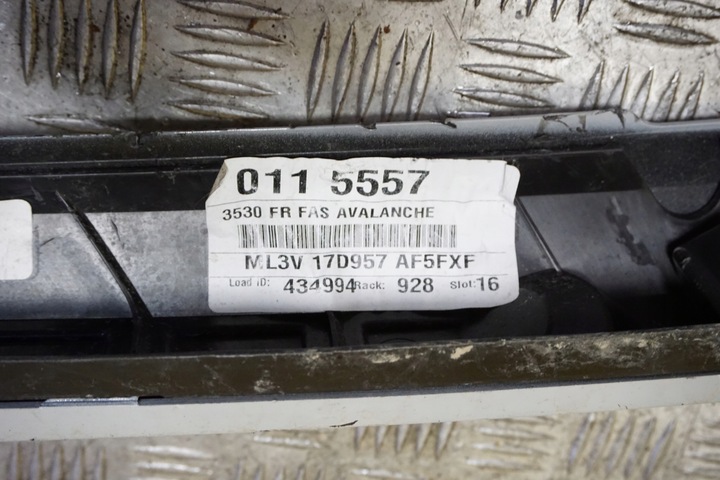 011 5557
3530 FR FAS AVALANCHE
ML3V 17D957 AF5FXF
Load ID: 434994 Rack: 928 Slot: 16